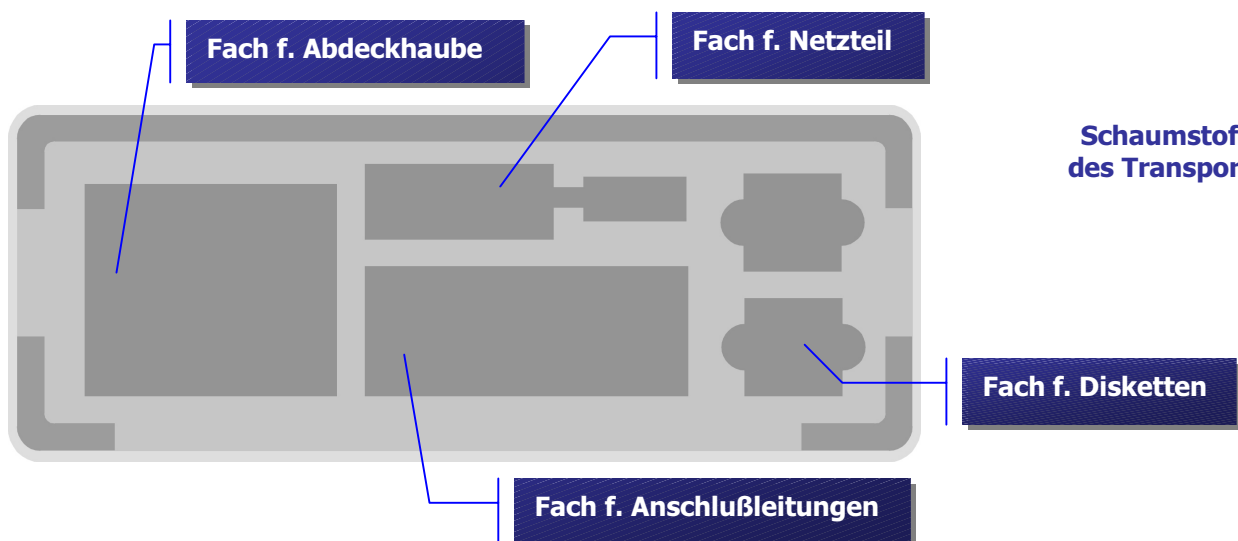 Fach f. Abdeckhaube
Fach f. Netzteil
Schaumstof
des Transpor
Fach f. Disketten
Fach f. Anschlußleitungen